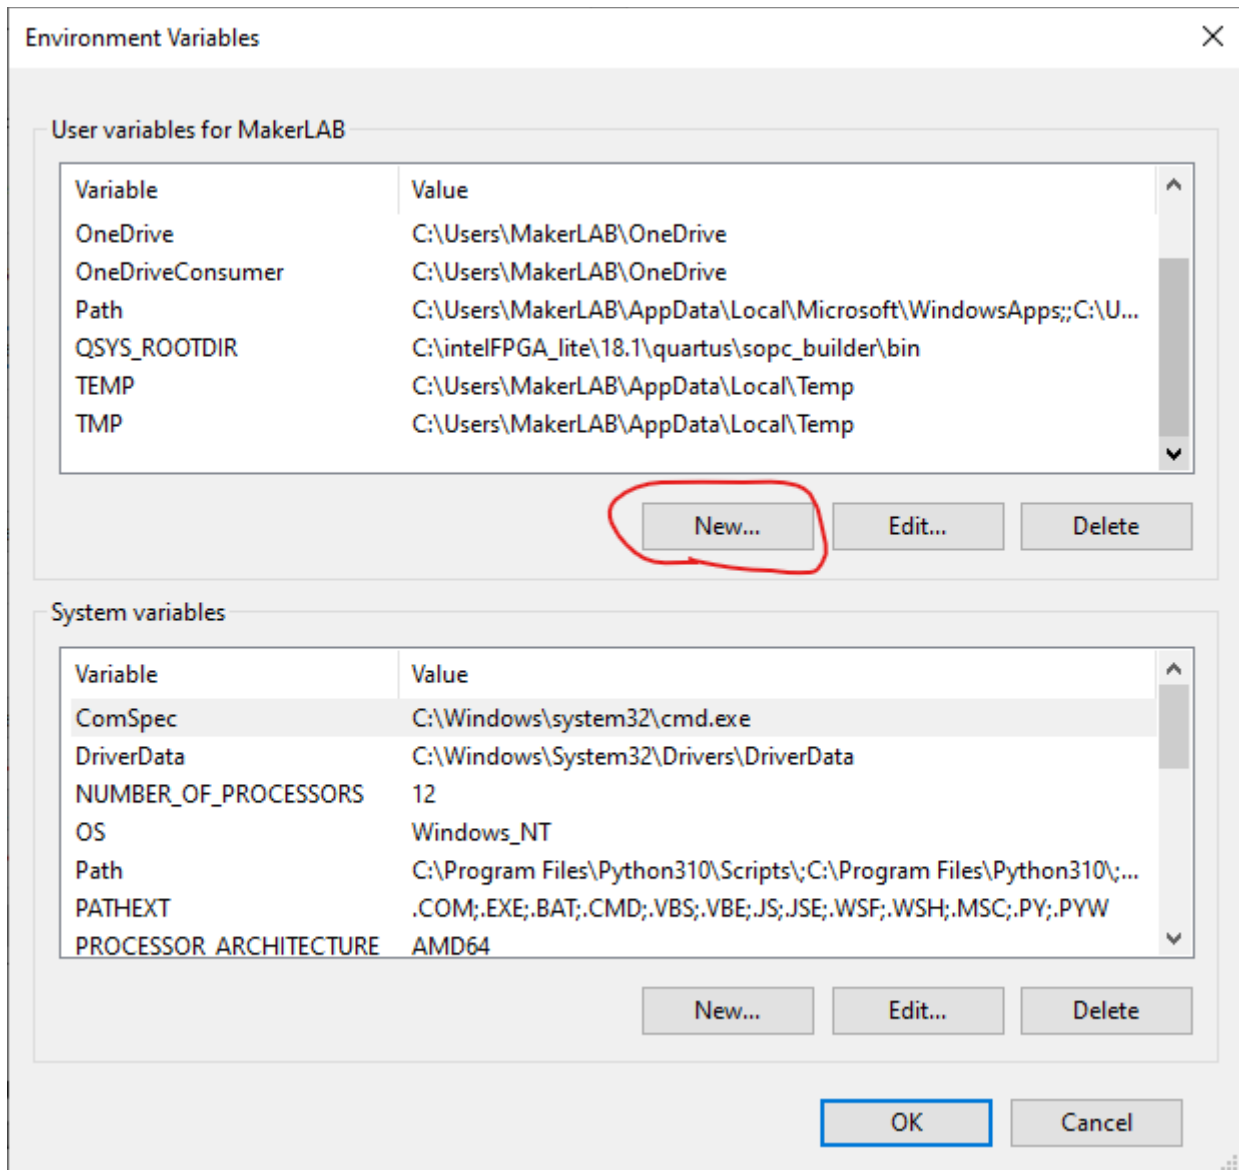 Environment Variables
User variables for MakerLAB
Variable Value
OneDrive C:\Users\MakerLAB\OneDrive
OneDriveConsumer C:\Users\MakerLAB\OneDrive
Path C:\Users\MakerLAB\AppData\Local\Microsoft\WindowsApps;;C:\U...
QSYS_ROOTDIR C:\intelFPGA_lite\18.1\quartus\sopc_builder\bin
TEMP C:\Users\MakerLAB\AppData\Local\Temp
TMP C:\Users\MakerLAB\AppData\Local\Temp
New... Edit... Delete
System variables
Variable Value
ComSpec C:\Windows\system32\cmd.exe
DriverData C:\Windows\System32\Drivers\DriverData
NUMBER_OF_PROCESSORS 12
OS Windows_NT
Path C:\Program Files\Python310\Scripts\;C:\Program Files\Python310\;...
PATHEXT .COM;.EXE;.BAT;.CMD;.VBS;.VBE;.JS;.JSE;.WSF;.WSH;.MSC;.PY;.PYW
PROCESSOR_ARCHITECTURE AMD64
New... Edit... Delete
OK Cancel